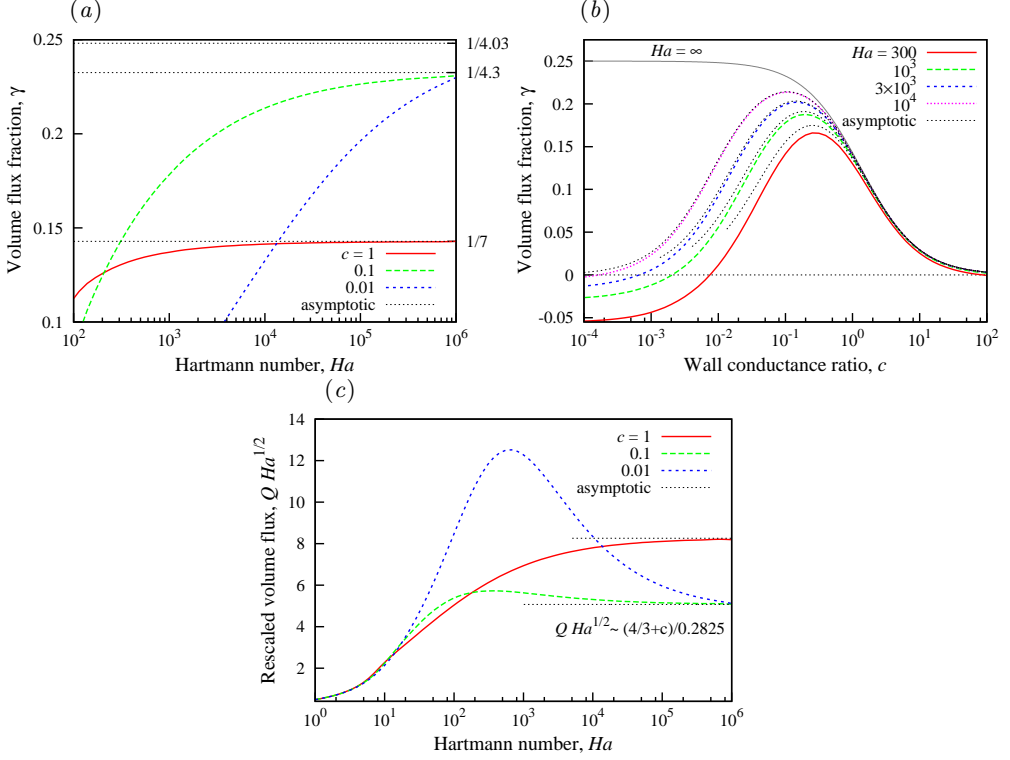 (a)
Volume flux fraction, γ
0.25
0.2
0.15
0.1
10^2
10^3
10^4
10^5
10^6
Hartmann number, Ha
1/4.03
1/4.3
1/7
c = 1
0.1
0.01
asymptotic
(b)
Volume flux fraction, γ
0.25
0.2
0.15
0.1
0.05
0
-0.05
10^-4
10^-3
10^-2
10^-1
10^0
10^1
10^2
Wall conductance ratio, c
Ha = ∞
Ha = 300
10^3
3×10^3
10^4
asymptotic
(c)
Rescaled volume flux, Q Ha^1/2
14
12
10
8
6
4
2
10^0
10^1
10^2
10^3
10^4
10^5
10^6
Hartmann number, Ha
c = 1
0.1
0.01
asymptotic
Q Ha^1/2 ~ (4/3+c)/0.2825